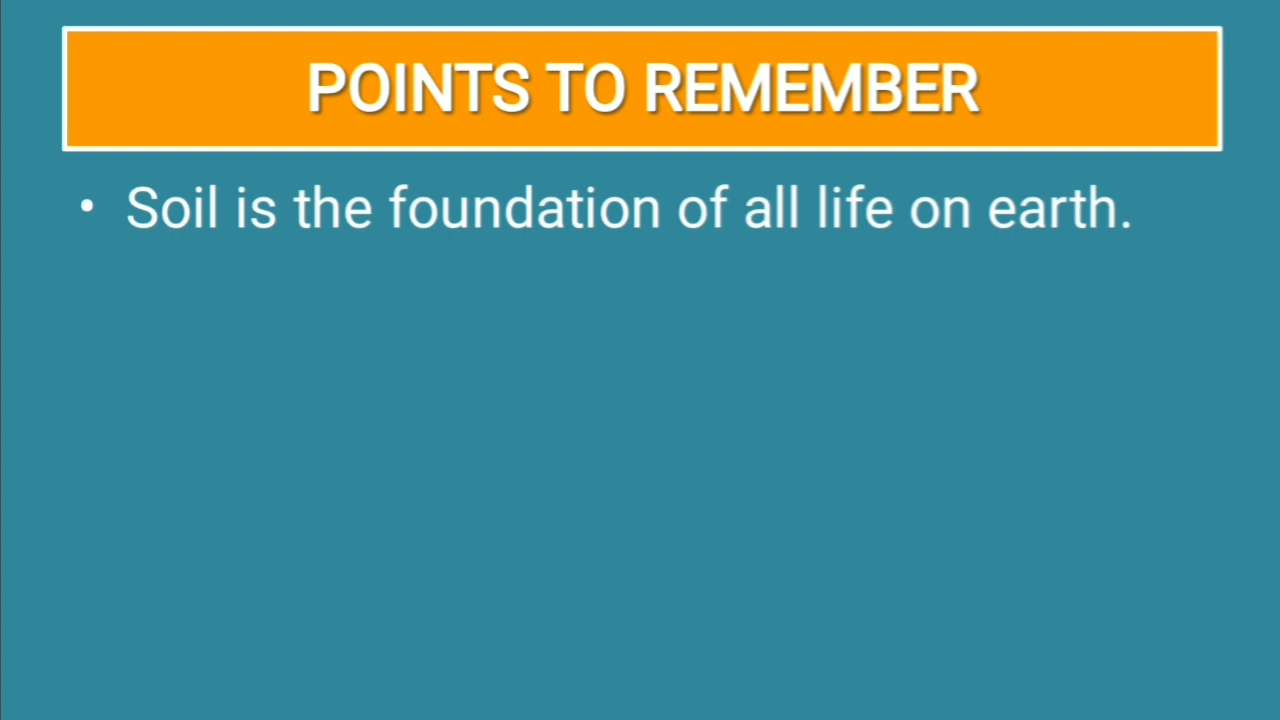 POINTS TO REMEMBER
• Soil is the foundation of all life on earth.